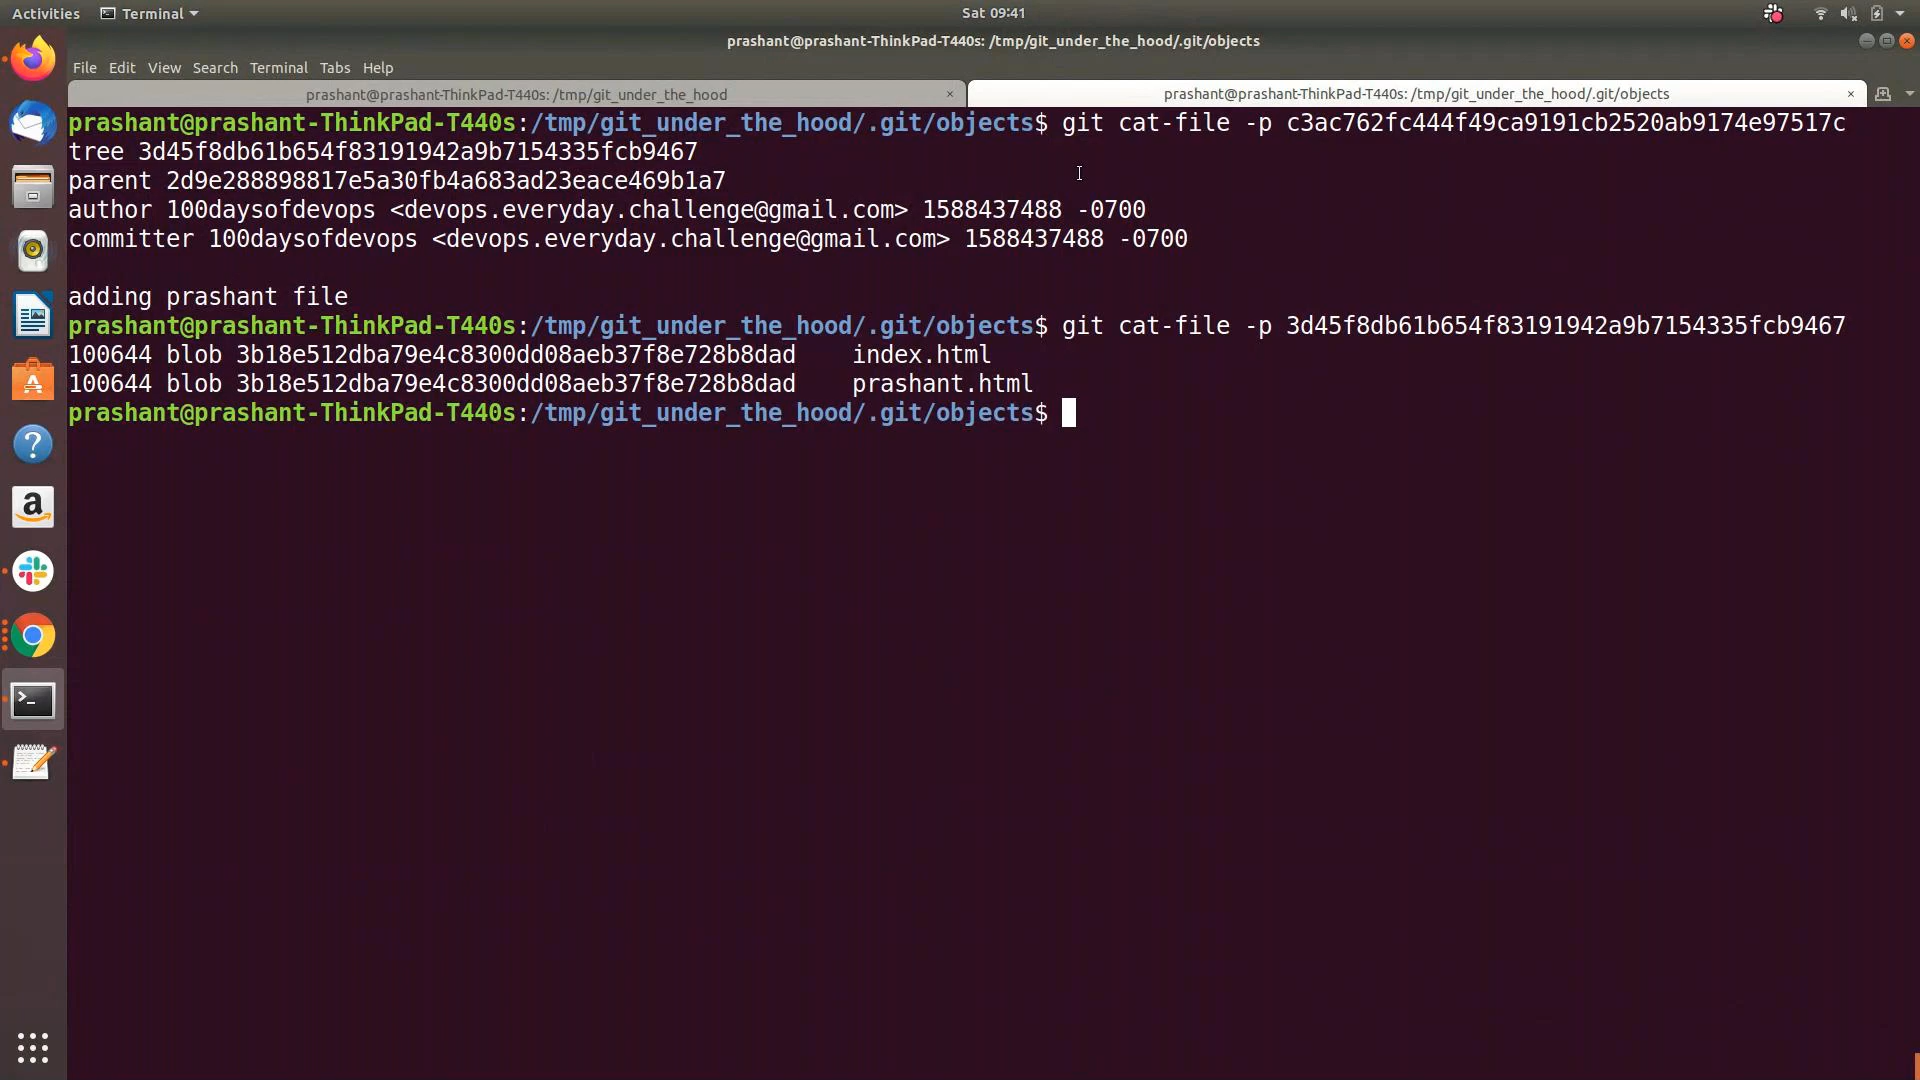 Activities Terminal Sat 09:41
prashant@prashant-ThinkPad-T440s: /tmp/git_under_the_hood/.git/objects
File Edit View Search Terminal Tabs Help
prashant@prashant-ThinkPad-T440s: /tmp/git_under_the_hood × prashant@prashant-ThinkPad-T440s: /tmp/git_under_the_hood/.git/objects ×
prashant@prashant-ThinkPad-T440s:/tmp/git_under_the_hood/.git/objects$ git cat-file -p c3ac762fc444f49ca9191cb2520ab9174e97517c
tree 3d45f8db61b654f83191942a9b7154335fcb9467
parent 2d9e288898817e5a30fb4a683ad23eace469b1a7
author 100daysofdevops <devops.everyday.challenge@gmail.com> 1588437488 -0700
committer 100daysofdevops <devops.everyday.challenge@gmail.com> 1588437488 -0700
adding prashant file
prashant@prashant-ThinkPad-T440s:/tmp/git_under_the_hood/.git/objects$ git cat-file -p 3d45f8db61b654f83191942a9b7154335fcb9467
100644 blob 3b18e512dba79e4c8300dd08aeb37f8e728b8dad index.html
100644 blob 3b18e512dba79e4c8300dd08aeb37f8e728b8dad prashant.html
prashant@prashant-ThinkPad-T440s:/tmp/git_under_the_hood/.git/objects$